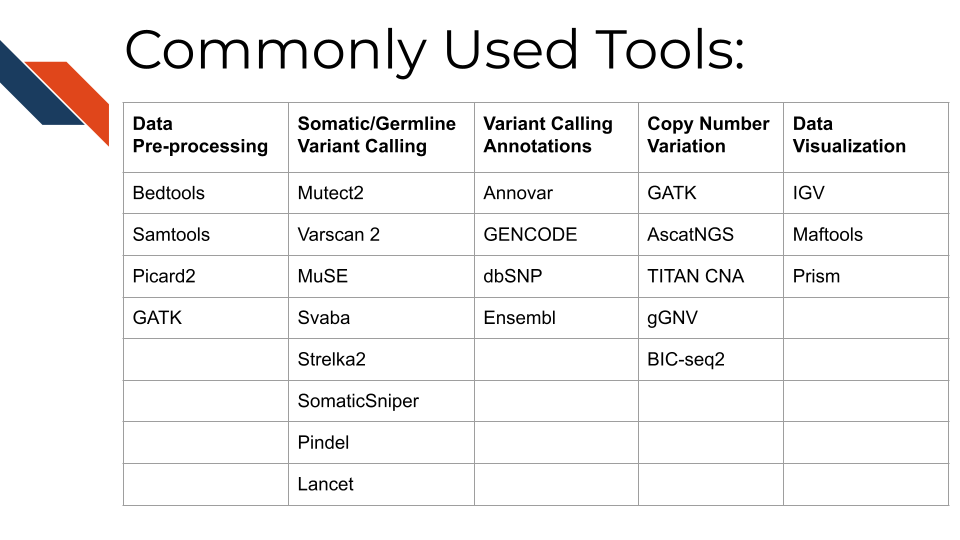 Commonly Used Tools:
Data Pre-processing Somatic/Germline Variant Calling Variant Calling Annotations Copy Number Variation Data Visualization
Bedtools Mutect2 Annovar GATK IGV
Samtools Varscan 2 GENCODE AscatNGS Maftools
Picard2 MuSE dbSNP TITAN CNA Prism
GATK Svaba Ensembl gGNV
Strelka2 BIC-seq2
SomaticSniper
Pindel
Lancet